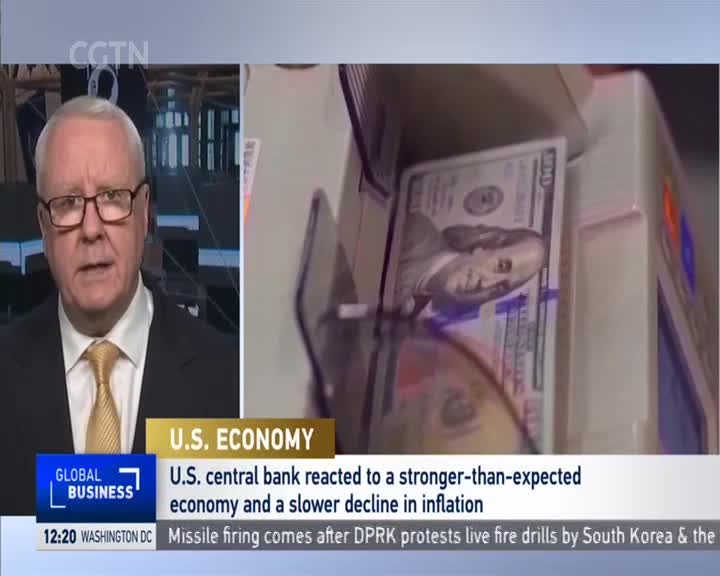 CGTN
100
U.S. ECONOMY
U.S. central bank reacted to a stronger-than-expected
economy and a slower decline in inflation
GLOBAL
BUSINESS
12:20 WASHINGTON DC
Missile firing comes after DPRK protests live fire drills by South Korea & the